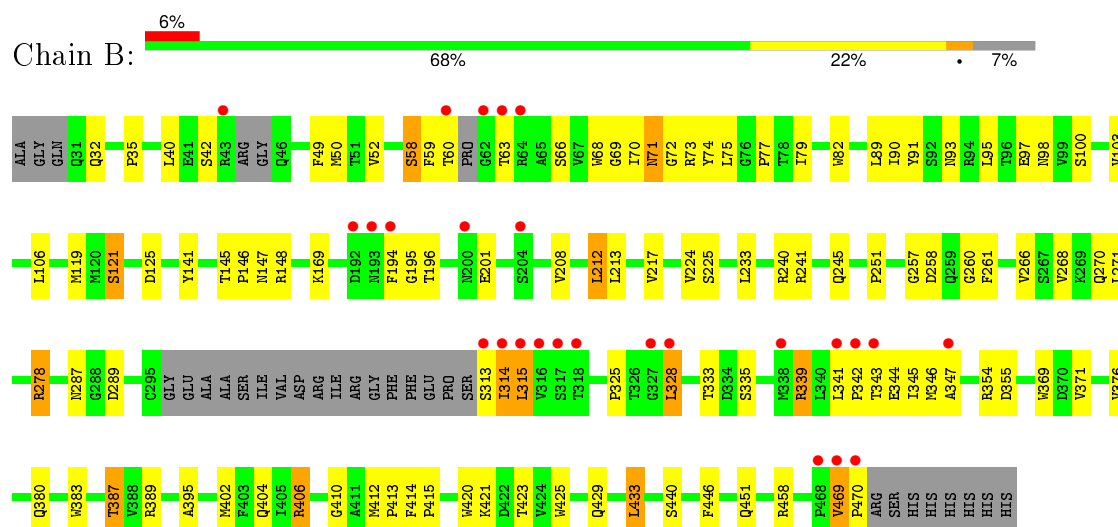 6%
Chain B:
68% 22% • 7%
ALA GLY GLN Q31 Q32 P35 L40 E41 S42 R43 ARG GLY Q46 F49 M50 T51 V52 S58 F59 T60 PRO G62 T63 R64 A65 S66 V67 W68 G69 I70 N71 G72 R73 Y74 L75 G76 P77 T78 I79 W82 L89 I90 Y91 S92 N93 R94 L95 T96 E97 N98 V99 S100
L106 M119 M120 S121 D125 Y141 T145 P146 N147 R148 K169 D192 N193 F194 G195 T196 N200 E201 S204 V208 L212 L213 V217 V224 S225 L233 R240 R241 Q245 P251 G257 D258 Q259 G260 F261 V266 S267 V268 K269 Q270
R278 N287 G288 D289 C295 GLY GLU ALA ALA SER ILE VAL ASP ARG ILE ARG GLY PHE PHE GLU PRO SER S313 I314 L315 V316 S317 T318 P325 T326 G327 L328 T333 D334 S335 M338 R339 L340 L341 P342 T343 E344 I345 M346 A347 R354 D355 W369 D370 V371
Q380 W383 T387 V388 R389 A395 M402 F403 Q404 I405 R406 G410 A411 M412 P413 F414 P415 W420 K421 D422 T423 V424 W425 Q429 L433 S440 F446 Q451 R458 P468 V469 P470 ARG SER HIS HIS HIS HIS HIS HIS